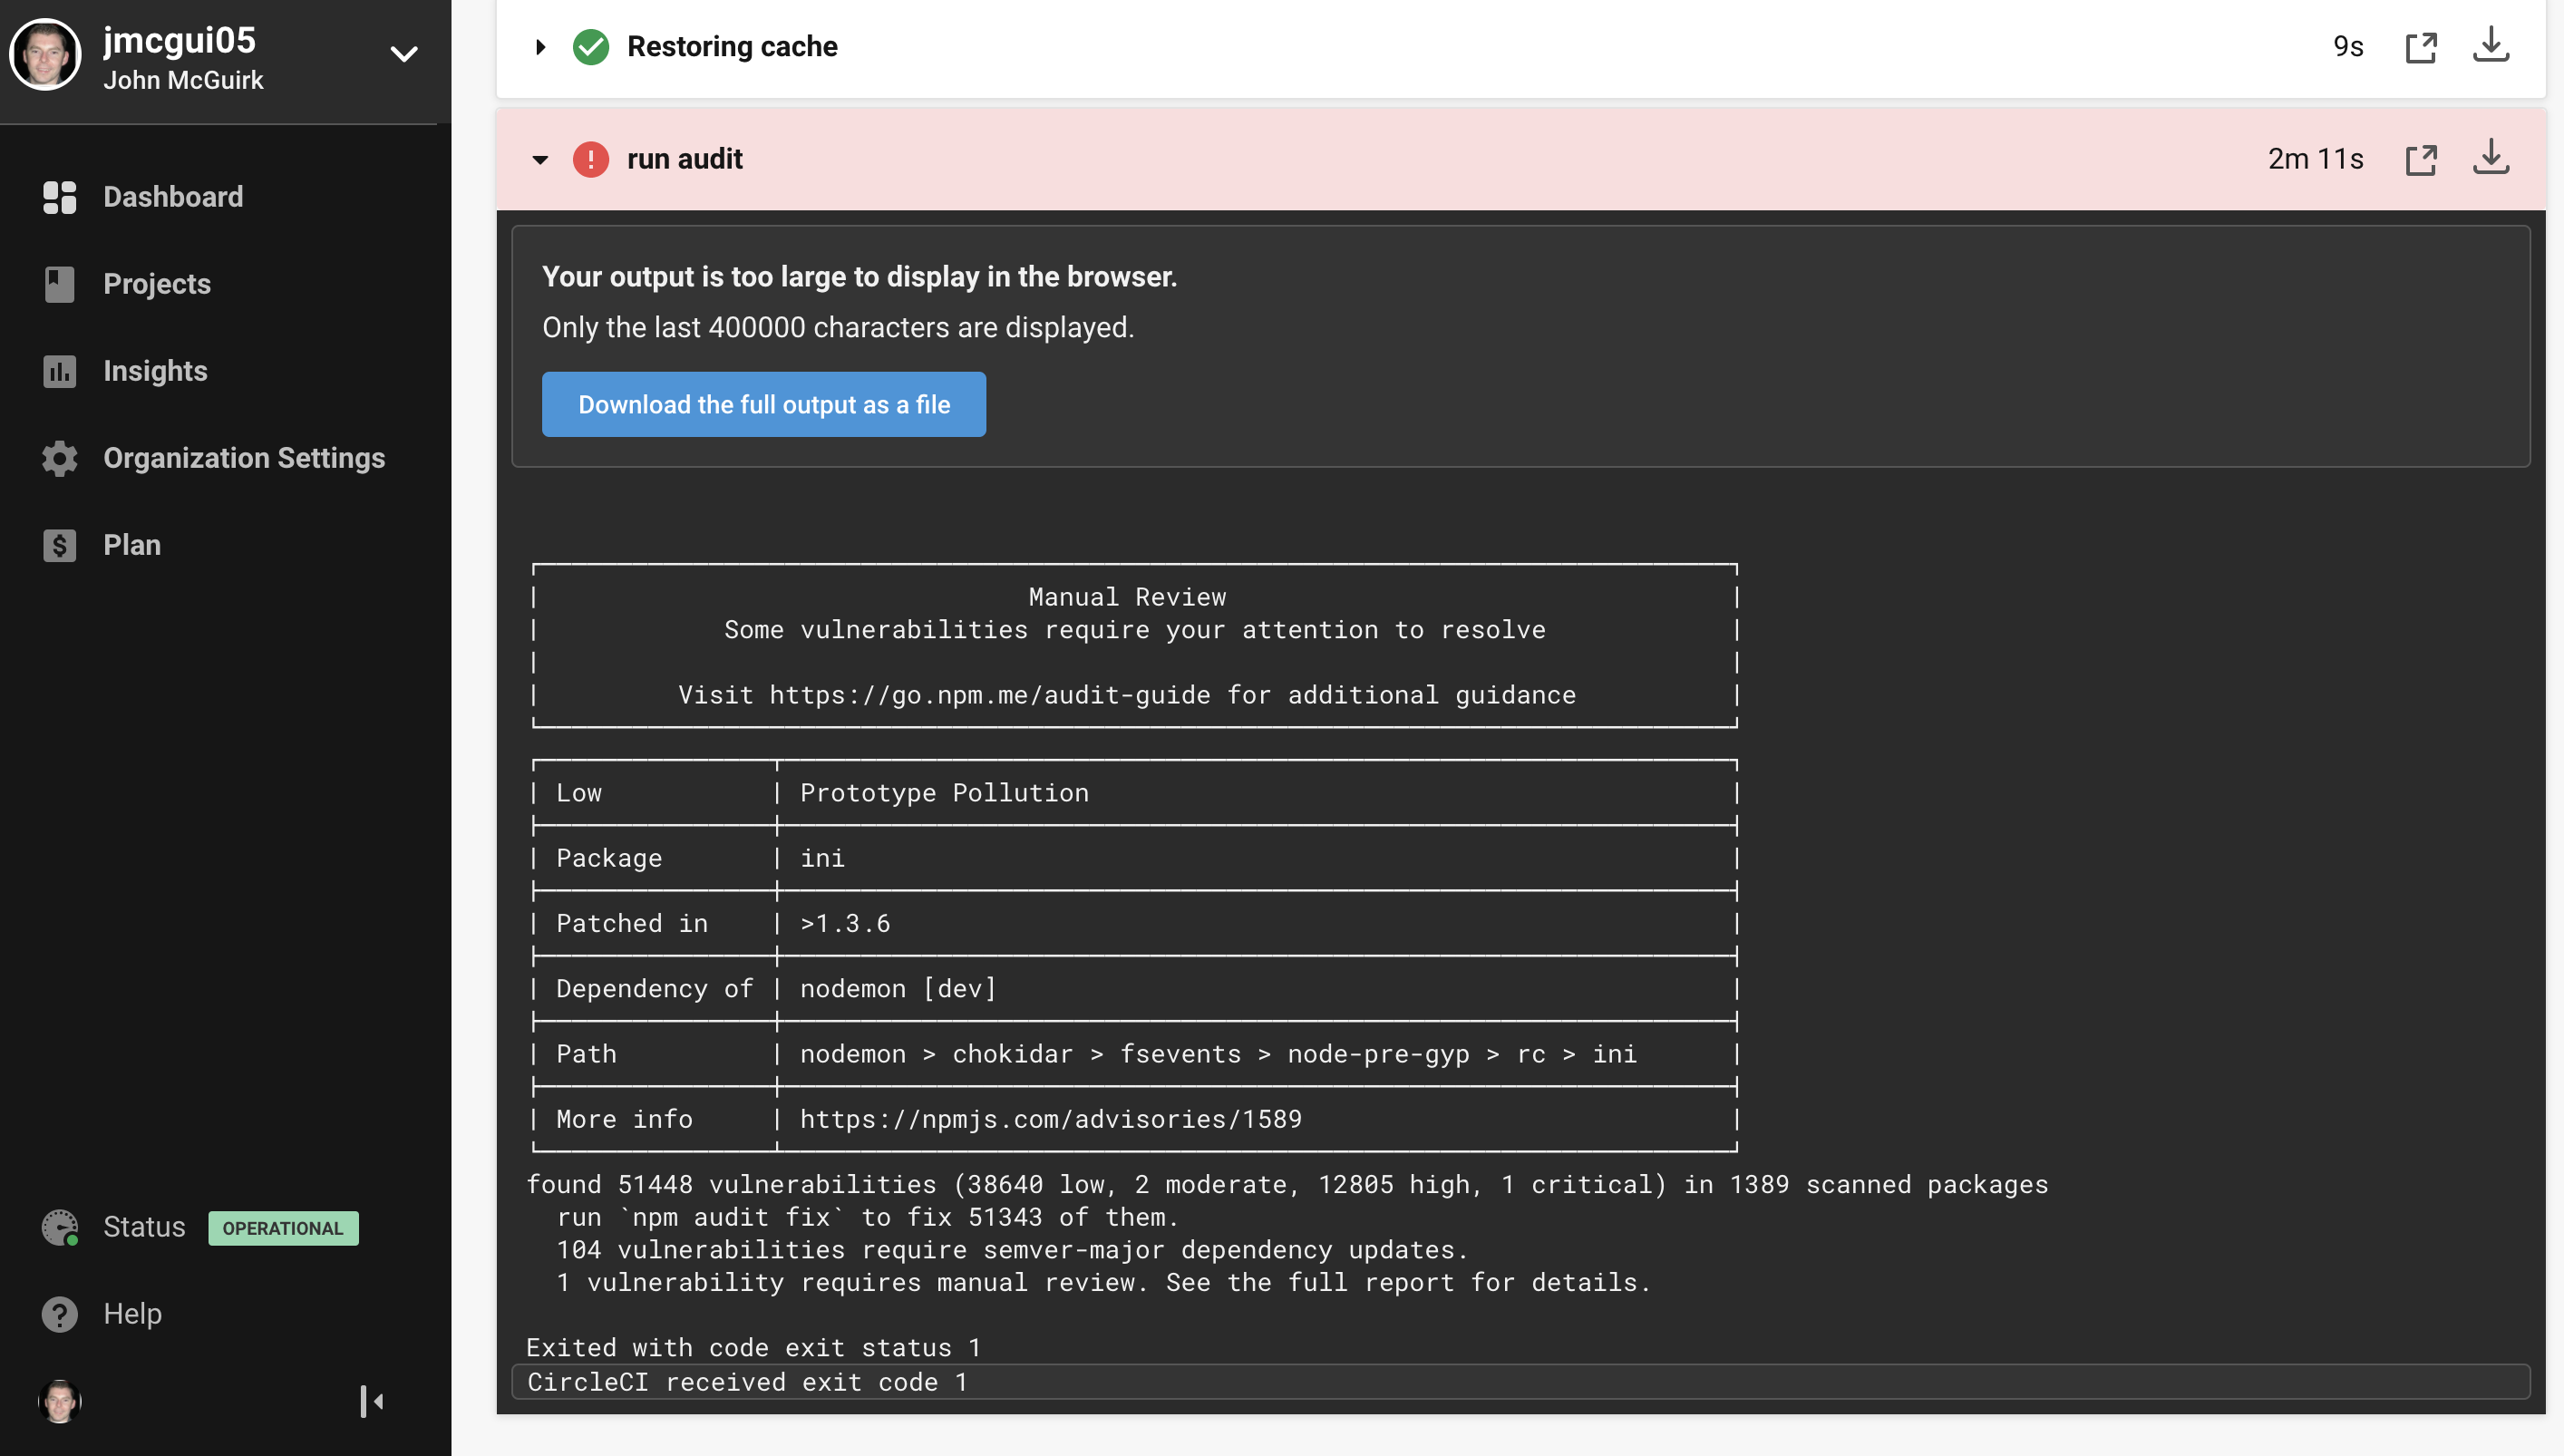 jmcgui05
John McGuirk
Dashboard
Projects
Insights
Organization Settings
Plan
Status OPERATIONAL
Help
Restoring cache 9s
run audit 2m 11s
Your output is too large to display in the browser.
Only the last 400000 characters are displayed.
Download the full output as a file
Manual Review
Some vulnerabilities require your attention to resolve
Visit https://go.npm.me/audit-guide for additional guidance
Low Prototype Pollution
Package ini
Patched in >1.3.6
Dependency of nodemon [dev]
Path nodemon > chokidar > fsevents > node-pre-gyp > rc > ini
More info https://npmjs.com/advisories/1589
found 51448 vulnerabilities (38640 low, 2 moderate, 12805 high, 1 critical) in 1389 scanned packages
run `npm audit fix` to fix 51343 of them.
104 vulnerabilities require semver-major dependency updates.
1 vulnerability requires manual review. See the full report for details.
Exited with code exit status 1
CircleCI received exit code 1